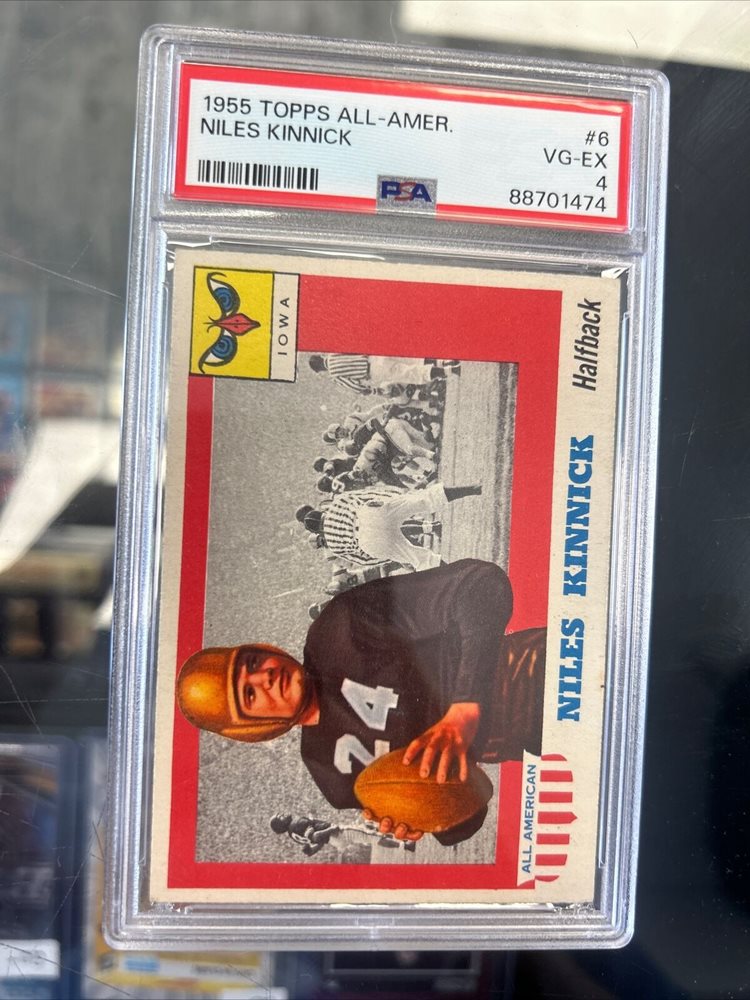 1955 TOPPS ALL-AMER.
NILES KINNICK
#6
VG-EX
4
88701474
PSA
IOWA
24
ALL AMERICAN
NILES KINNICK Halfback